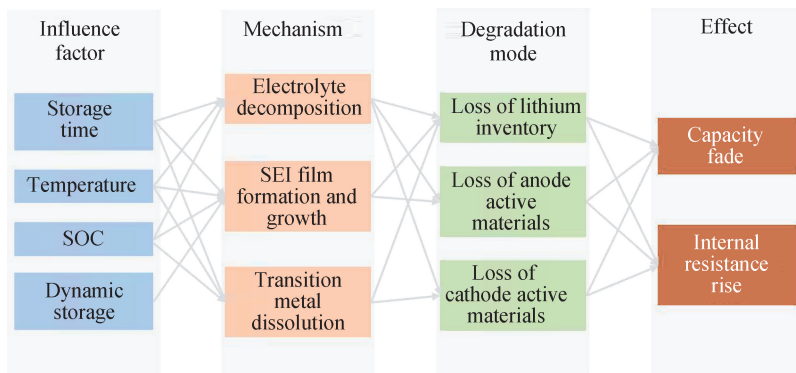 Influence
factor
Storage
time
Temperature
SOC
Dynamic
storage
Mechanism
Electrolyte
decomposition
SEI film
formation and
growth
Transition
metal
dissolution
Degradation
mode
Loss of lithium
inventory
Loss of anode
active
materials
Loss of
cathode active
materials
Effect
Capacity
fade
Internal
resistance
rise